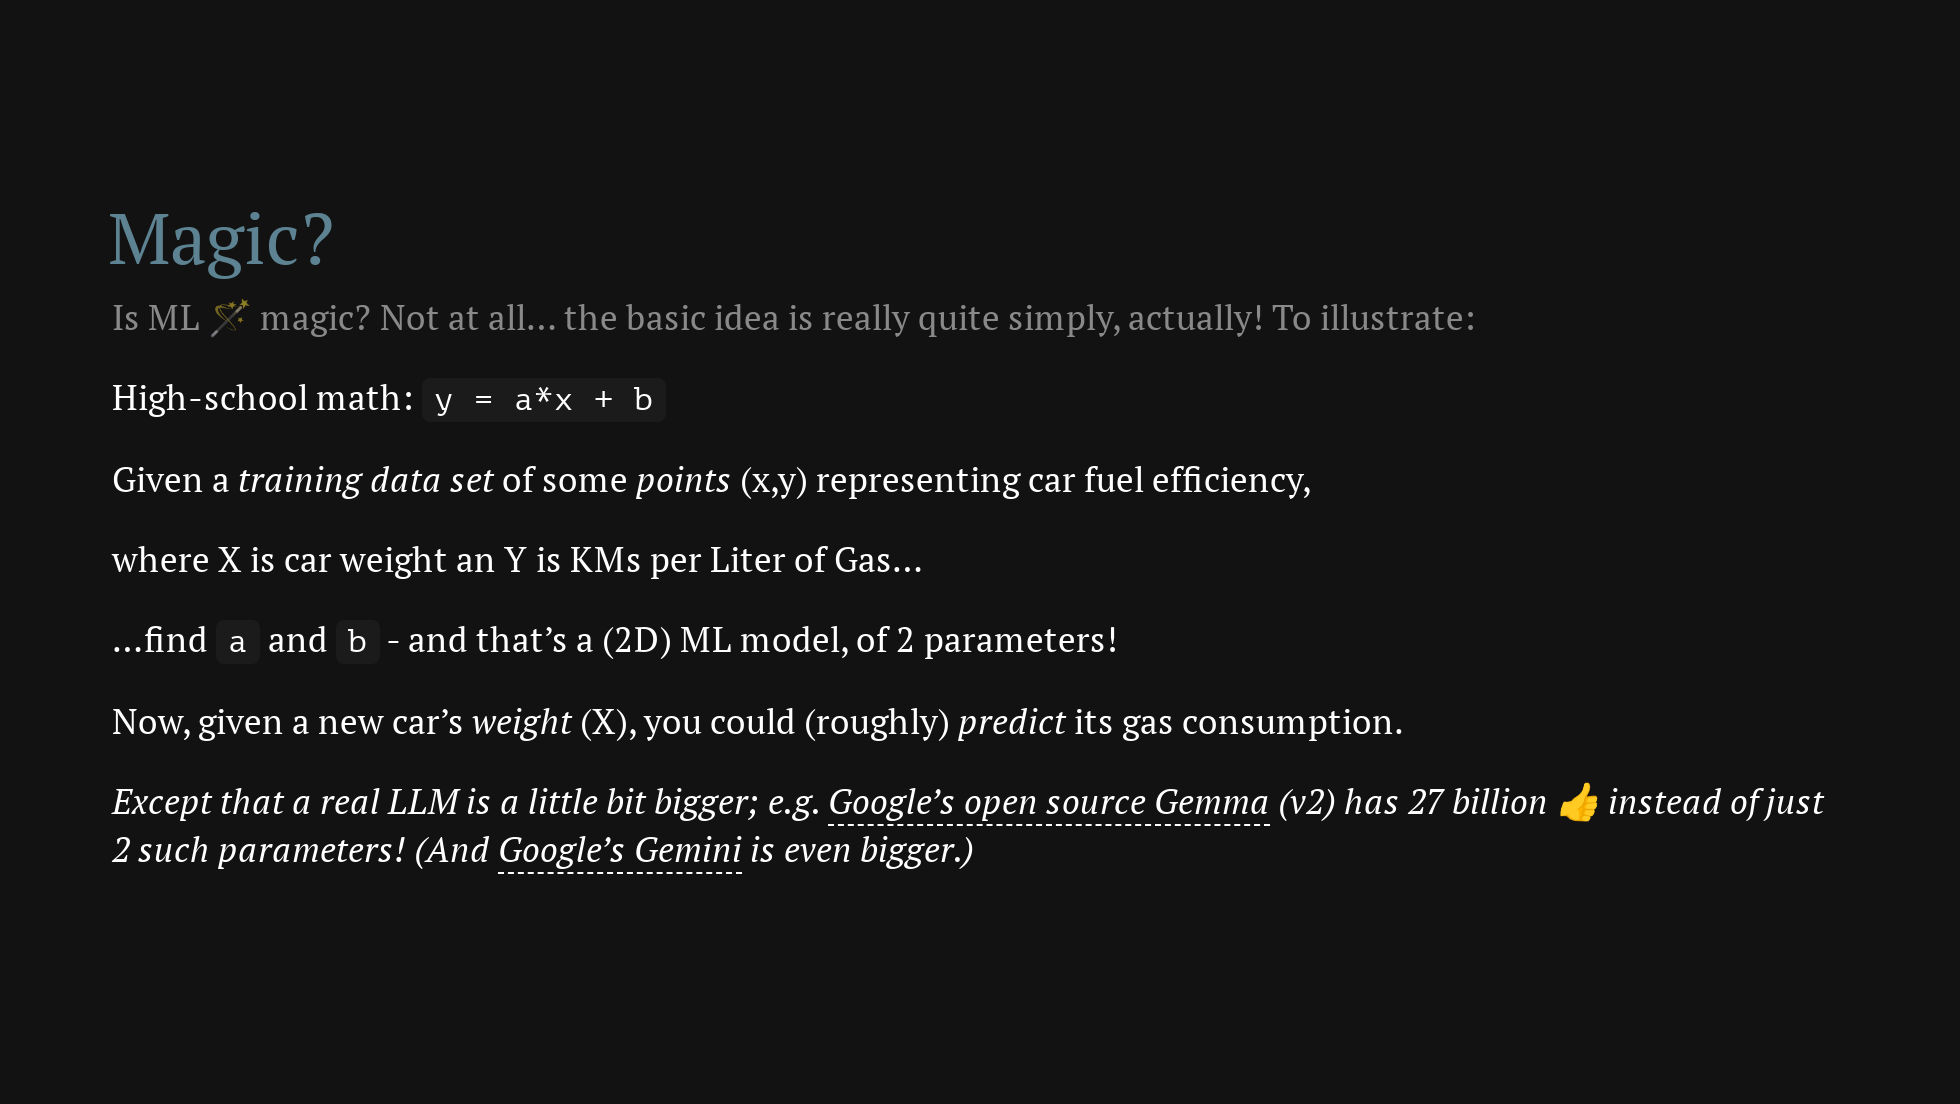 Magic?
Is ML 🪄 magic? Not at all… the basic idea is really quite simply, actually! To illustrate:
High-school math: y = a*x + b
Given a training data set of some points (x,y) representing car fuel efficiency,
where X is car weight an Y is KMs per Liter of Gas…
…find a and b - and that’s a (2D) ML model, of 2 parameters!
Now, given a new car’s weight (X), you could (roughly) predict its gas consumption.
Except that a real LLM is a little bit bigger; e.g. Google’s open source Gemma (v2) has 27 billion 👍 instead of just
2 such parameters! (And Google’s Gemini is even bigger.)